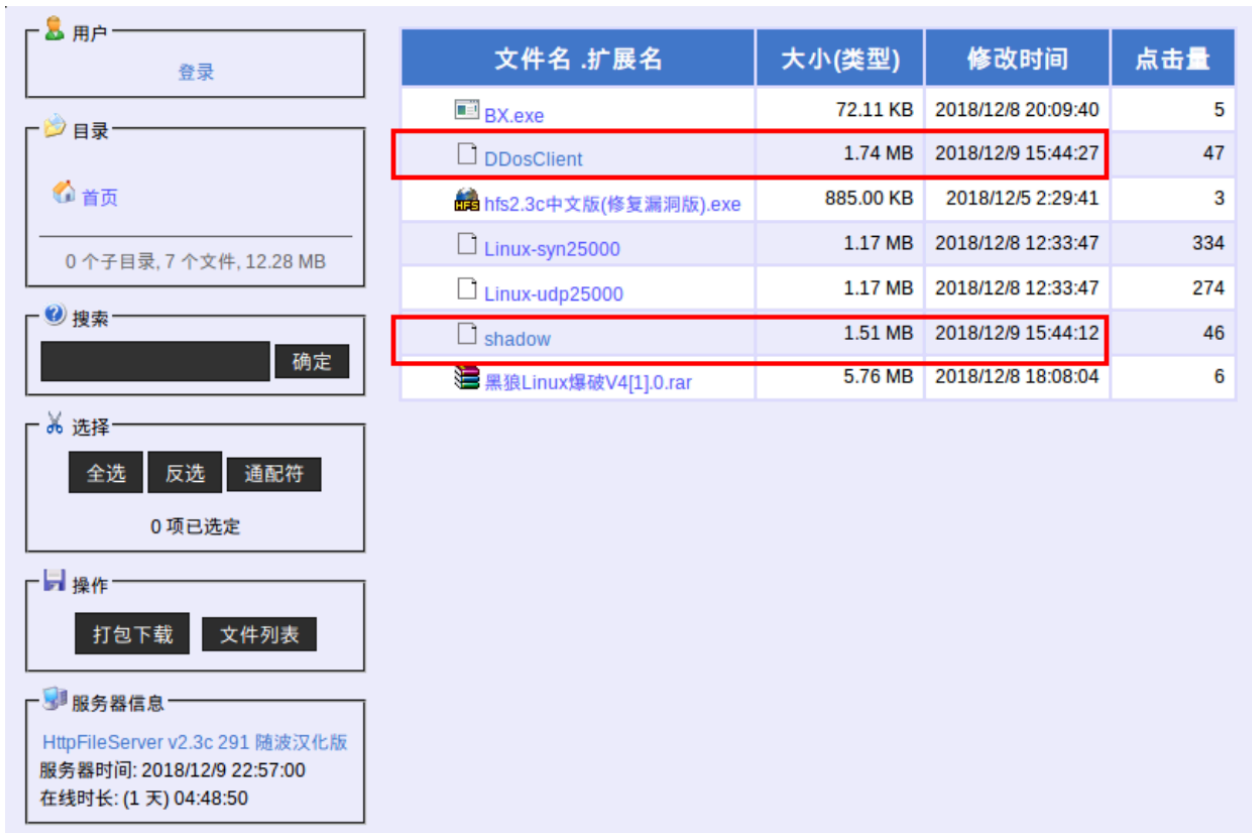 用户
登录
目录
首页
0 个子目录, 7 个文件, 12.28 MB
搜索
确定
选择
全选 反选 通配符
0 项已选定
操作
打包下载 文件列表
服务器信息
HttpFileServer v2.3c 291 随波汉化版
服务器时间: 2018/12/9 22:57:00
在线时长: (1 天) 04:48:50
文件名 .扩展名 大小(类型) 修改时间 点击量
BX.exe 72.11 KB 2018/12/8 20:09:40 5
DDosClient 1.74 MB 2018/12/9 15:44:27 47
HFS hfs2.3c中文版(修复漏洞版).exe 885.00 KB 2018/12/5 2:29:41 3
Linux-syn25000 1.17 MB 2018/12/8 12:33:47 334
Linux-udp25000 1.17 MB 2018/12/8 12:33:47 274
shadow 1.51 MB 2018/12/9 15:44:12 46
黑狼Linux爆破V4[1].0.rar 5.76 MB 2018/12/8 18:08:04 6